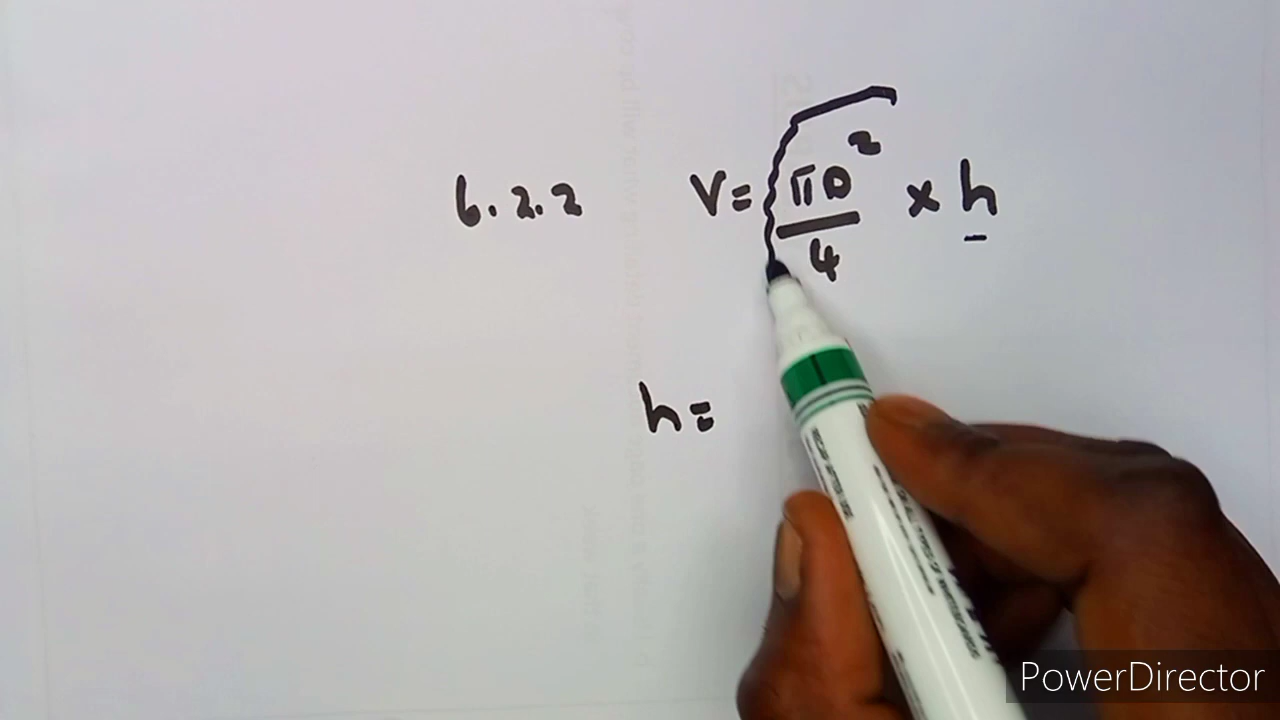 6.2.2 V = πD²/4 × h
h =
PowerDirector